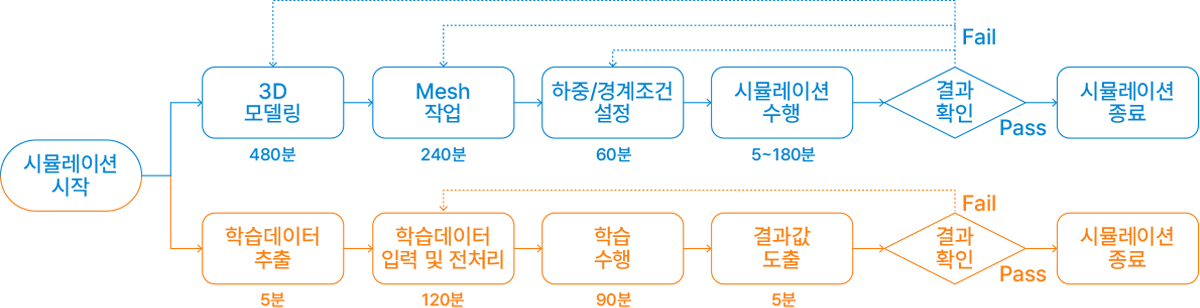 Fail
3D
모델링
Mesh
작업
하중/경계조건
설정
시뮬레이션
수행
결과
확인
시뮬레이션
종료
Pass
480분
240분
60분
5~180분
시뮬레이션
시작
Fail
학습데이터
추출
학습데이터
입력 및 전처리
학습
수행
결과값
도출
결과
확인
시뮬레이션
종료
Pass
5분
120분
90분
5분